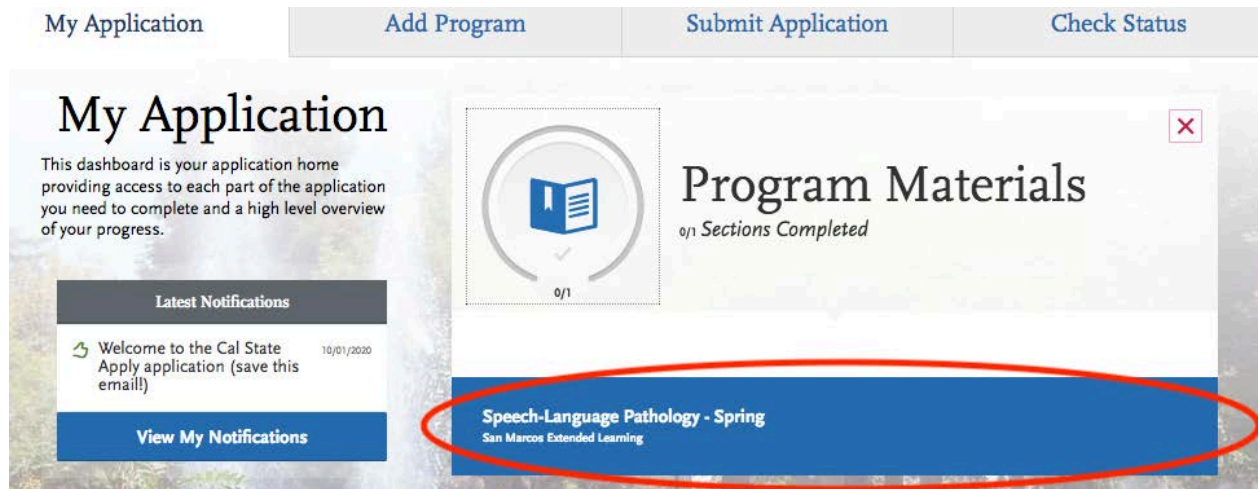 My Application
Add Program
Submit Application
Check Status
My Application
This dashboard is your application home
providing access to each part of the application
you need to complete and a high level overview
of your progress.
Latest Notifications
Welcome to the Cal State
Apply application (save this
email!)
10/01/2020
View My Notifications
Program Materials
0/1 Sections Completed
0/1
Speech-Language Pathology - Spring
San Marcos Extended Learning